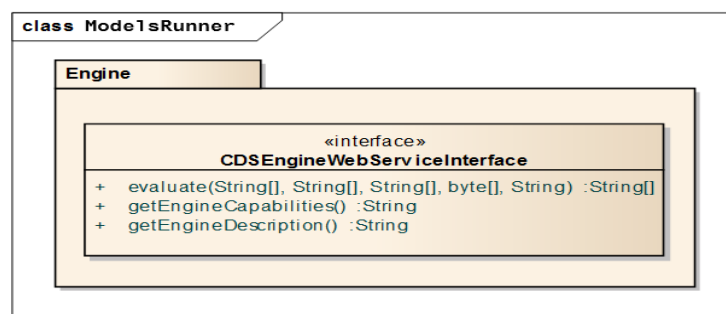 class ModelsRunner
Engine
«interface»
CDSEngineWebServiceInterface
+ evaluate(String[], String[], String[], byte[], String) :String[]
+ getEngineCapabilities() :String
+ getEngineDescription() :String